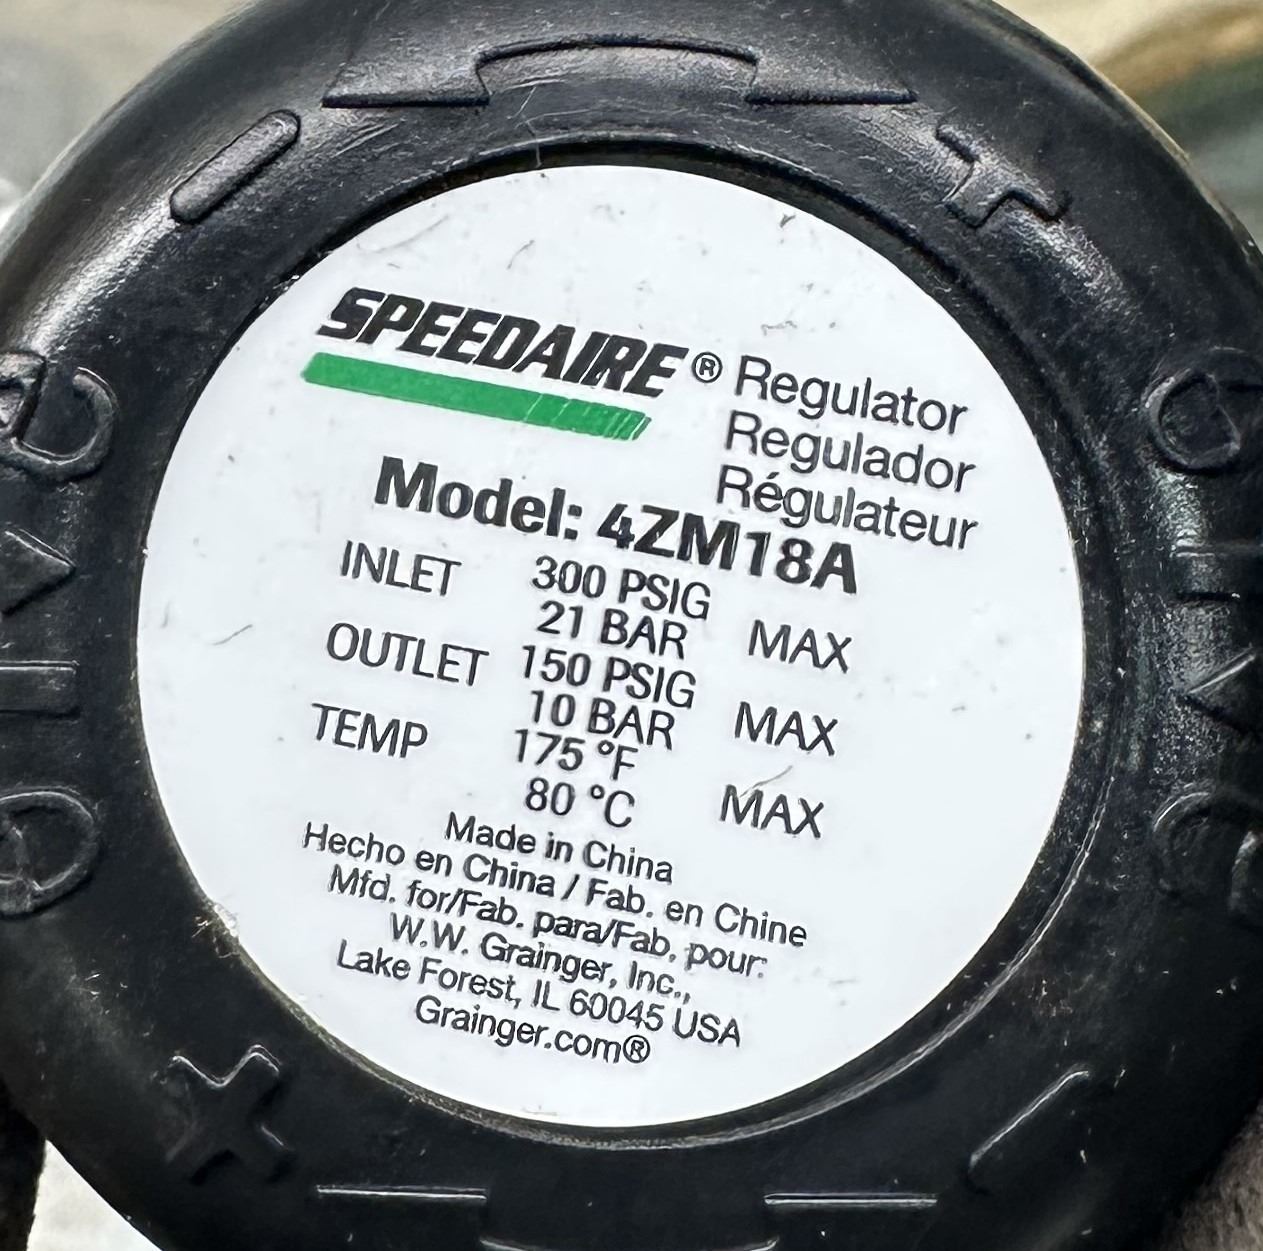 SPEEDAIRE® Regulator
Regulador
Régulateur
Model: 4ZM18A
INLET 300 PSIG
21 BAR MAX
OUTLET 150 PSIG
10 BAR MAX
TEMP 175 °F
80 °C MAX
Made in China
Hecho en China / Fab. en Chine
Mfd. for/Fab. para/Fab. pour:
W.W. Grainger, Inc.,
Lake Forest, IL 60045 USA
Grainger.com®